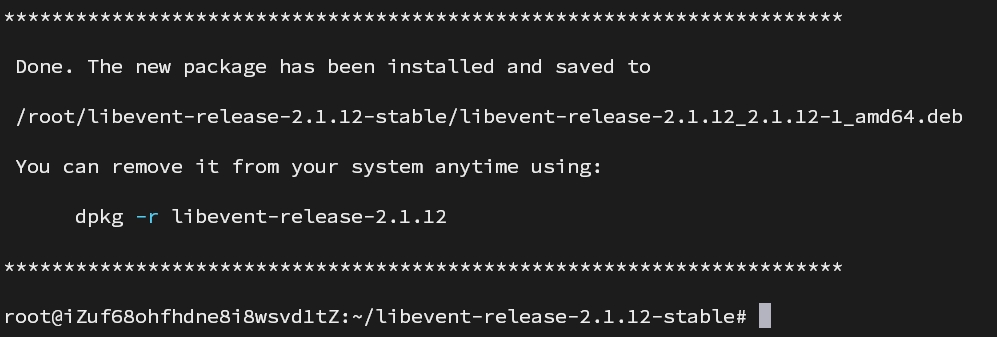 **********************************************************************
Done. The new package has been installed and saved to
/root/libevent-release-2.1.12-stable/libevent-release-2.1.12_2.1.12-1_amd64.deb
You can remove it from your system anytime using:
dpkg -r libevent-release-2.1.12
**********************************************************************
root@iZuf68ohfhdne8i8wsvd1tZ:~/libevent-release-2.1.12-stable#